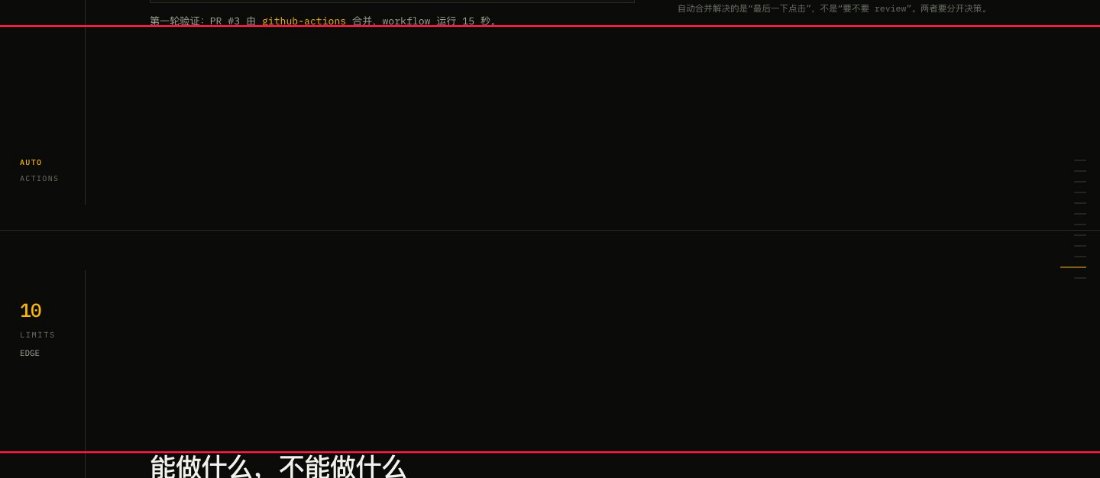 自动合并解决的是“最后一下点击”，不是“要不要 review”，两者要分开决策。
第一轮验证：PR #3 由 github-actions 合并，workflow 运行 15 秒。
AUTO
ACTIONS
10
LIMITS
EDGE
能做什么，不能做什么